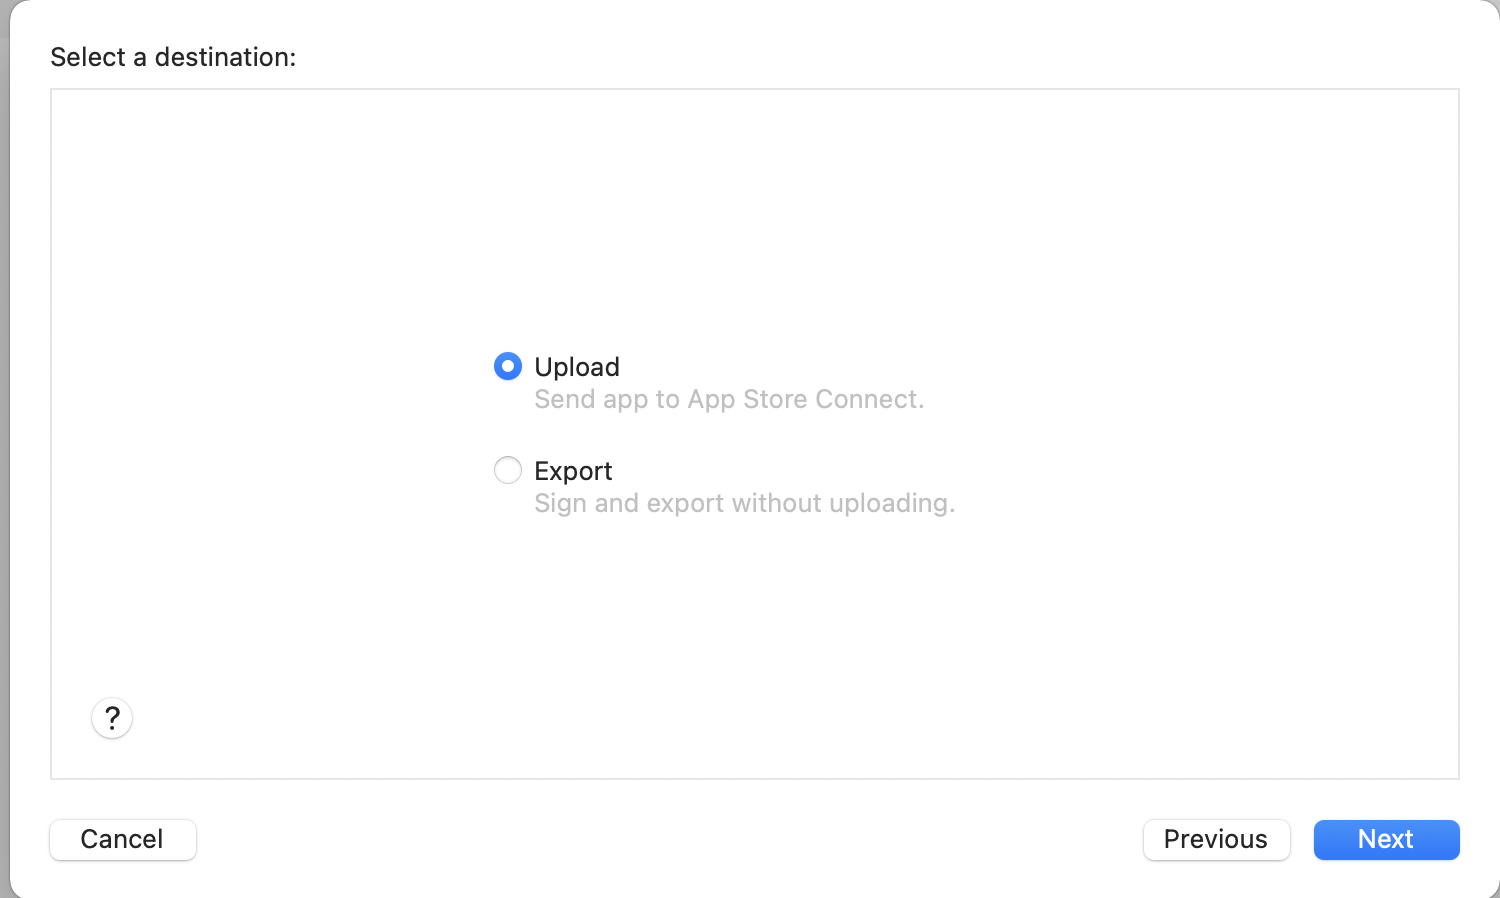 Select a destination:
Upload
Send app to App Store Connect.
Export
Sign and export without uploading.
?
Cancel
Previous
Next